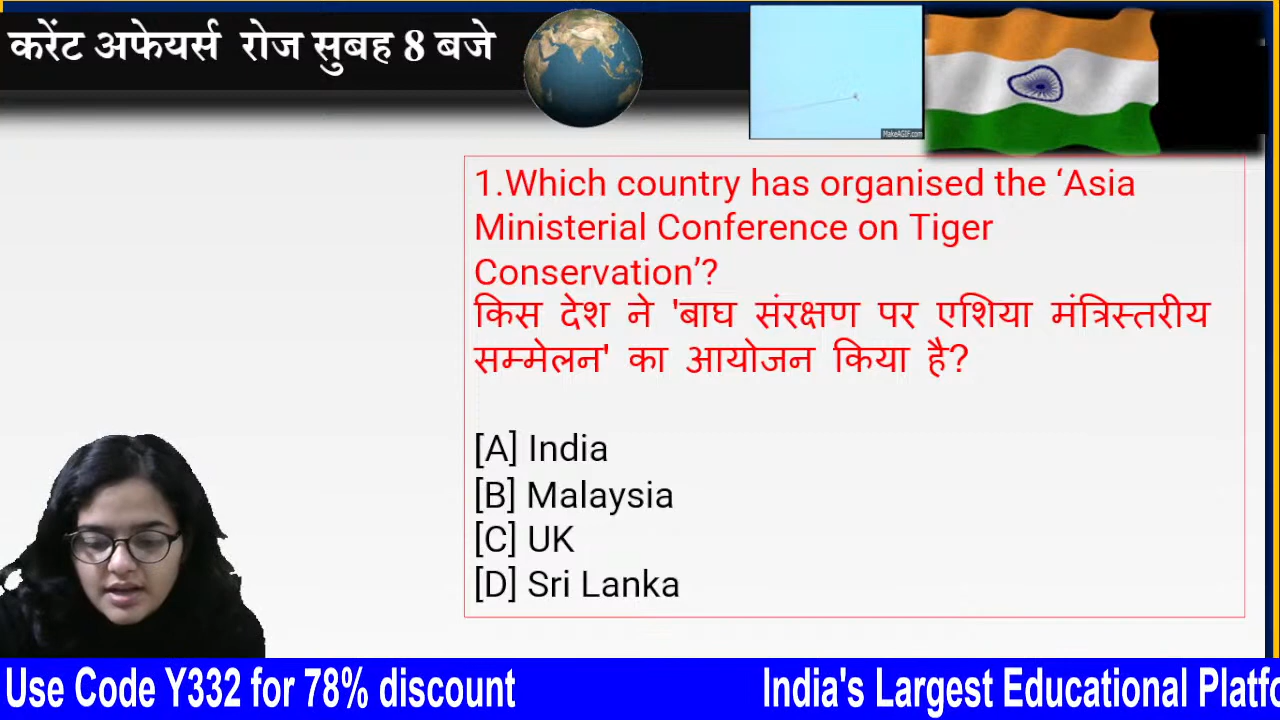 करेंट अफेयर्स रोज सुबह 8 बजे
MakeAGIF.com
1.Which country has organised the ‘Asia
Ministerial Conference on Tiger
Conservation’?
किस देश ने 'बाघ संरक्षण पर एशिया मंत्रिस्तरीय
सम्मेलन' का आयोजन किया है?
[A] India
[B] Malaysia
[C] UK
[D] Sri Lanka
Use Code Y332 for 78% discount India's Largest Educational Platfo